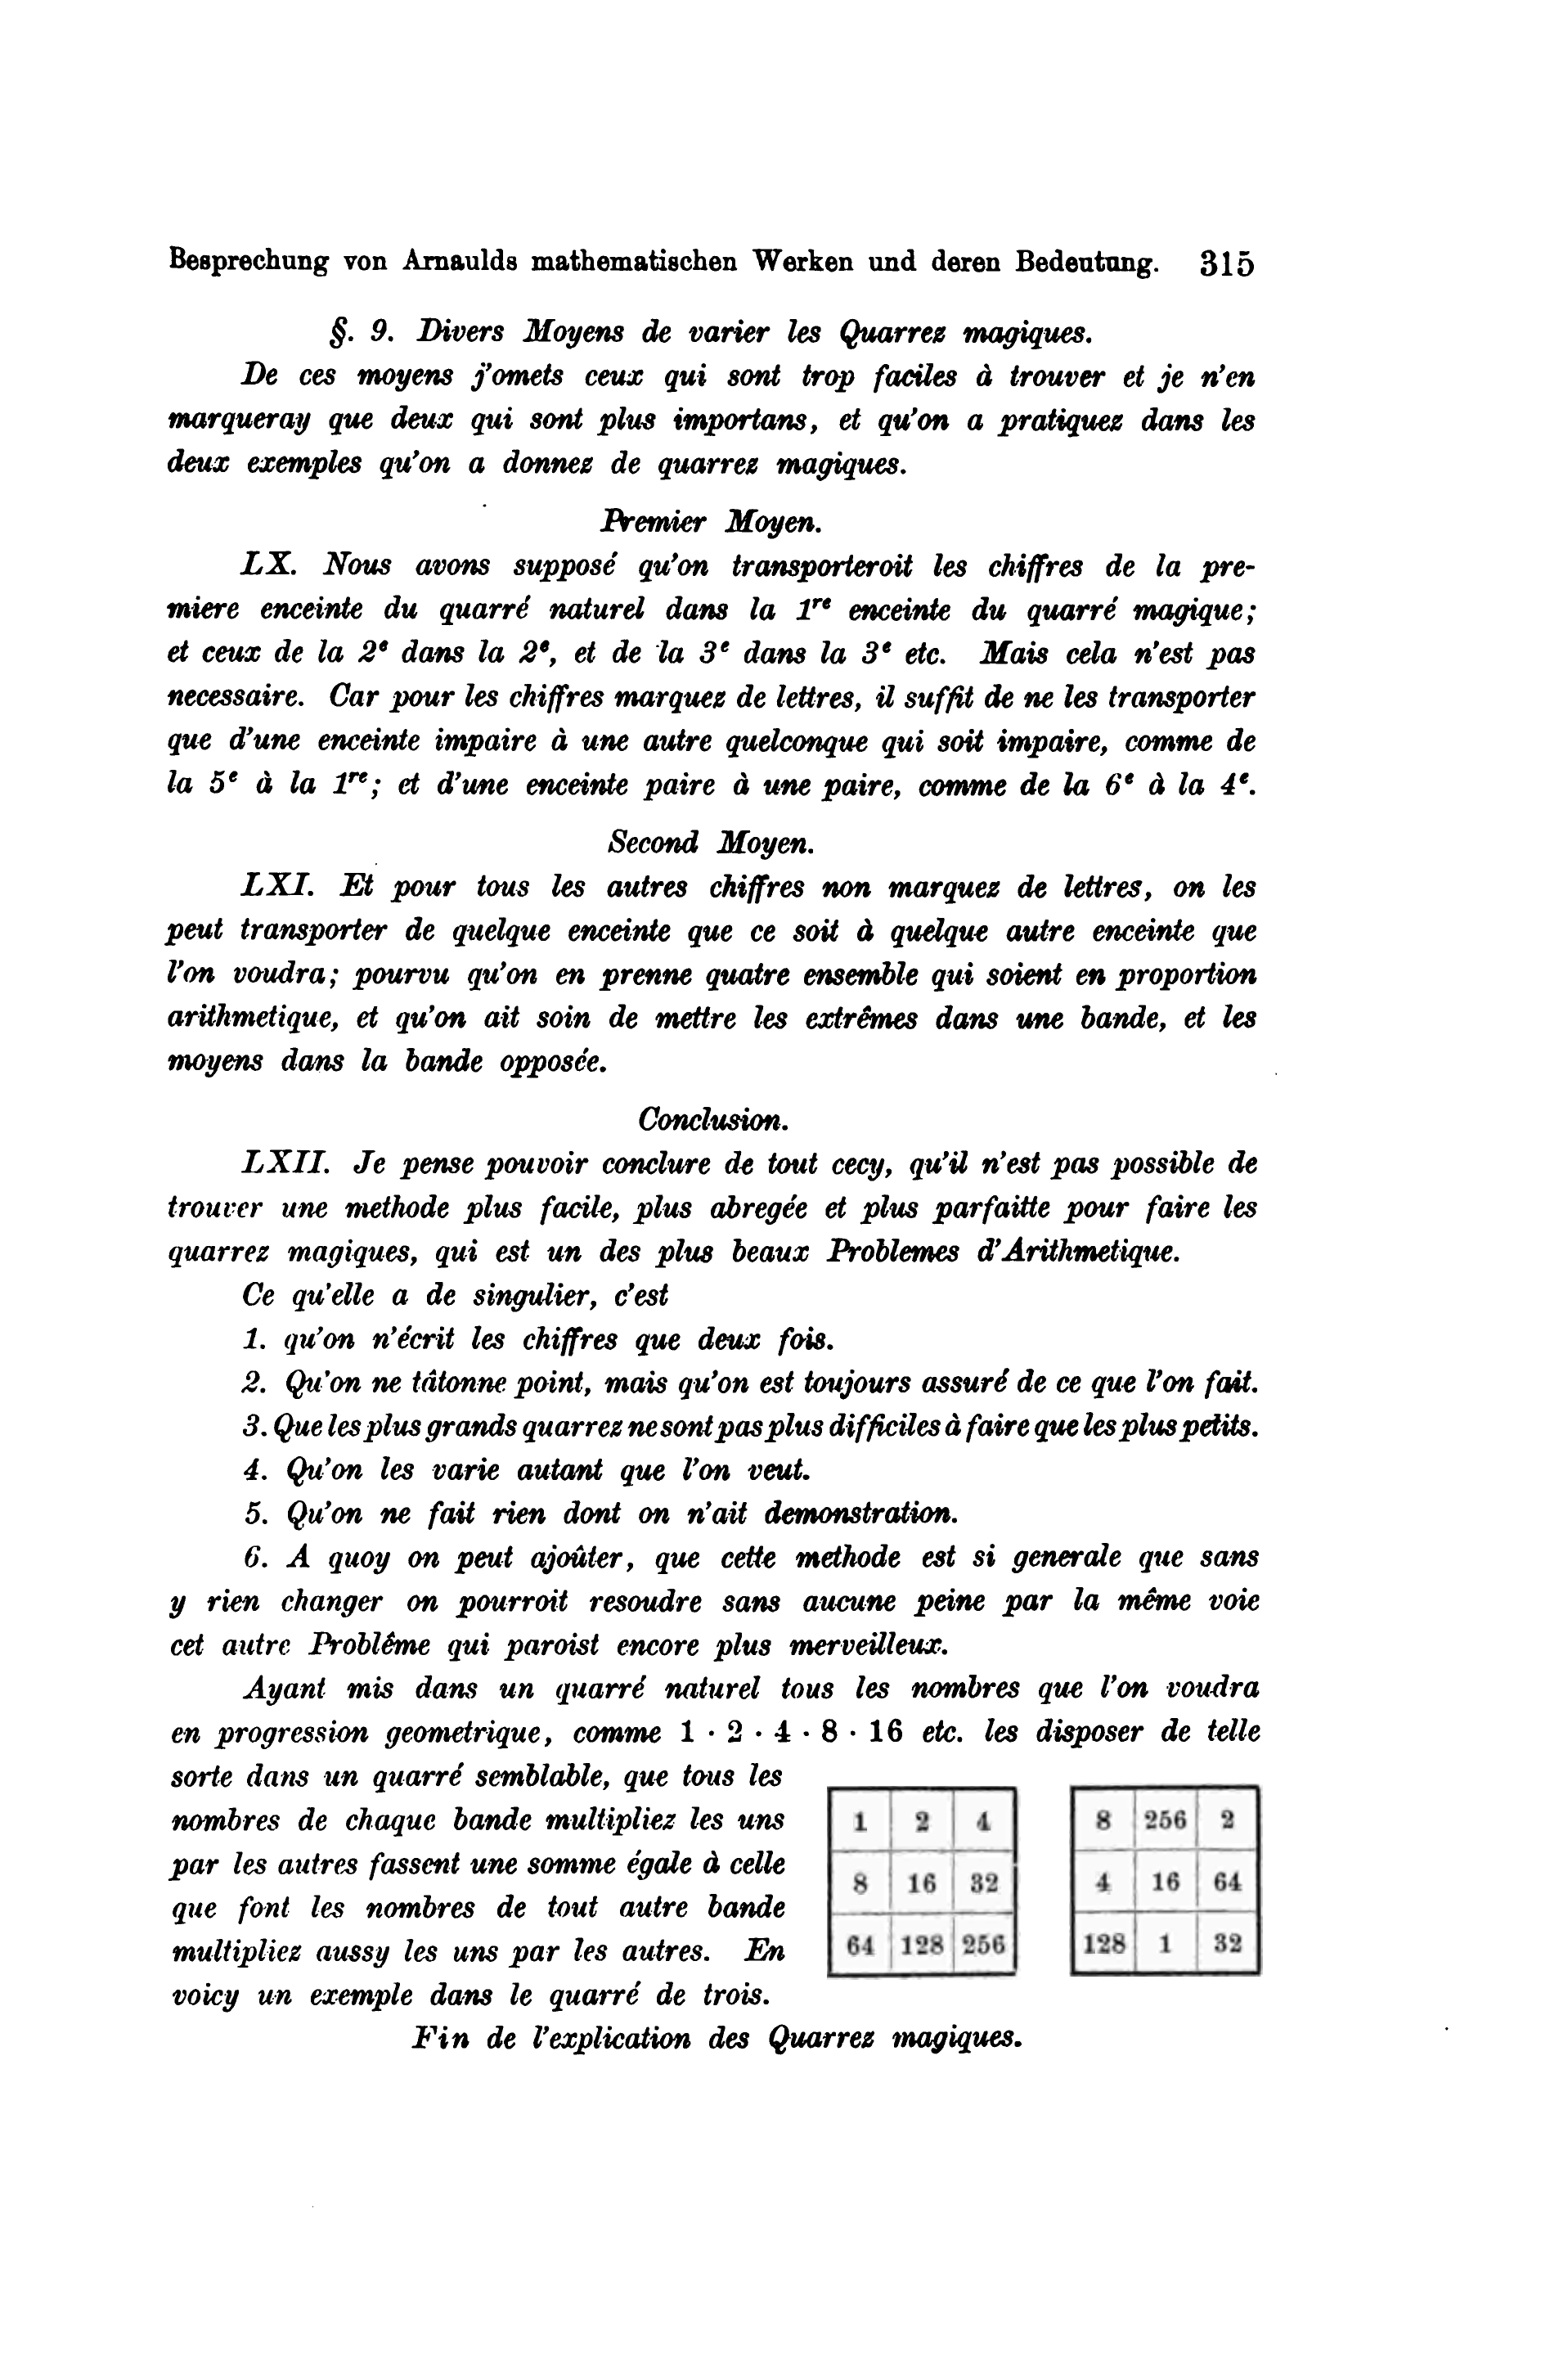 Besprechung von Arnaulds mathematischen Werken und deren Bedeutung. 315
§. 9. Divers Moyens de varier les Quarrez magiques.
De ces moyens j'omets ceux qui sont trop faciles à trouver et je n'en
marqueray que deux qui sont plus importans, et qu'on a pratiquez dans les
deux exemples qu'on a donnez de quarrez magiques.
Premier Moyen.
LX. Nous avons supposé qu'on transporteroit les chiffres de la pre-
miere enceinte du quarré naturel dans la 1re enceinte du quarré magique;
et ceux de la 2e dans la 2e, et de la 3e dans la 3e etc. Mais cela n'est pas
necessaire. Car pour les chiffres marquez de lettres, il suffit de ne les transporter
que d'une enceinte impaire à une autre quelconque qui soit impaire, comme de
la 5e à la 1re; et d'une enceinte paire à une paire, comme de la 6e à la 4e.
Second Moyen.
LXI. Et pour tous les autres chiffres non marquez de lettres, on les
peut transporter de quelque enceinte que ce soit à quelque autre enceinte que
l'on voudra; pourvu qu'on en prenne quatre ensemble qui soient en proportion
arithmetique, et qu'on ait soin de mettre les extrêmes dans une bande, et les
moyens dans la bande opposée.
Conclusion.
LXII. Je pense pouvoir conclure de tout cecy, qu'il n'est pas possible de
trouver une methode plus facile, plus abregée et plus parfaitte pour faire les
quarrez magiques, qui est un des plus beaux Problemes d'Arithmetique.
Ce qu'elle a de singulier, c'est
1. qu'on n'écrit les chiffres que deux fois.
2. Qu'on ne tâtonne point, mais qu'on est toujours assuré de ce que l'on fait.
3. Que les plus grands quarrez ne sont pas plus difficiles à faire que les plus petits.
4. Qu'on les varie autant que l'on veut.
5. Qu'on ne fait rien dont on n'ait demonstration.
6. A quoy on peut ajoûter, que cette methode est si generale que sans
y rien changer on pourroit resoudre sans aucune peine par la même voie
cet autre Problême qui paroist encore plus merveilleux.
Ayant mis dans un quarré naturel tous les nombres que l'on voudra
en progression geometrique, comme 1 · 2 · 4 · 8 · 16 etc. les disposer de telle
sorte dans un quarré semblable, que tous les
nombres de chaque bande multipliez les uns
par les autres fassent une somme égale à celle
que font les nombres de tout autre bande
multipliez aussy les uns par les autres. En
voicy un exemple dans le quarré de trois.
1 2 4
8 16 32
64 128 256
8 256 2
4 16 64
128 1 32
Fin de l'explication des Quarrez magiques.